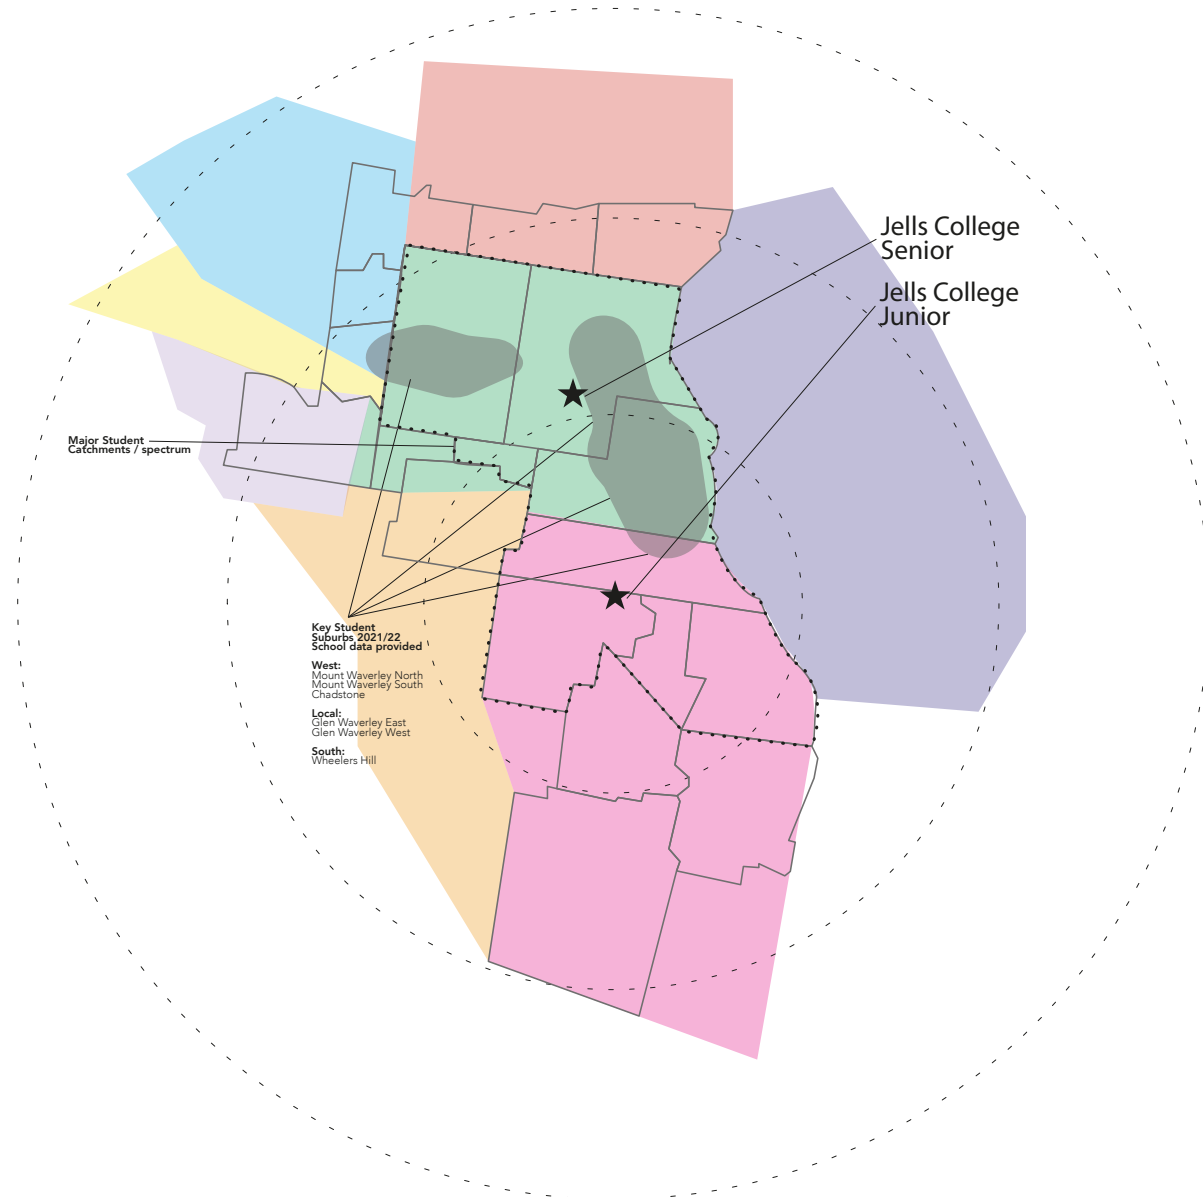 Jells College
Senior
Jells College
Junior
Major Student
Catchments / spectrum
Key Student
Suburbs 2021/22
School data provided
West:
Mount Waverley North
Mount Waverley South
Chadstone
Local:
Glen Waverley East
Glen Waverley West
South:
Wheelers Hill